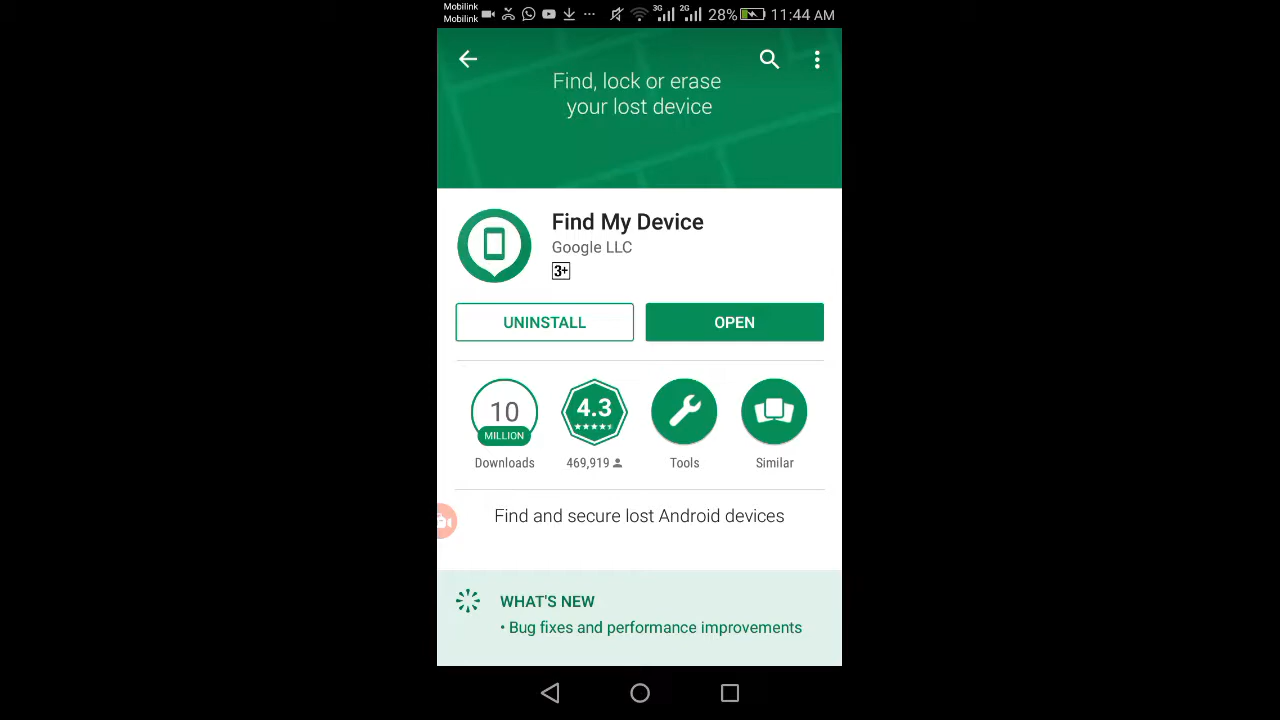 Mobilink
Mobilink
3G
2G
28%
11:44 AM
Find, lock or erase
your lost device
Find My Device
Google LLC
3+
UNINSTALL
OPEN
10
MILLION
Downloads
4.3
469,919
Tools
Similar
Find and secure lost Android devices
WHAT'S NEW
• Bug fixes and performance improvements